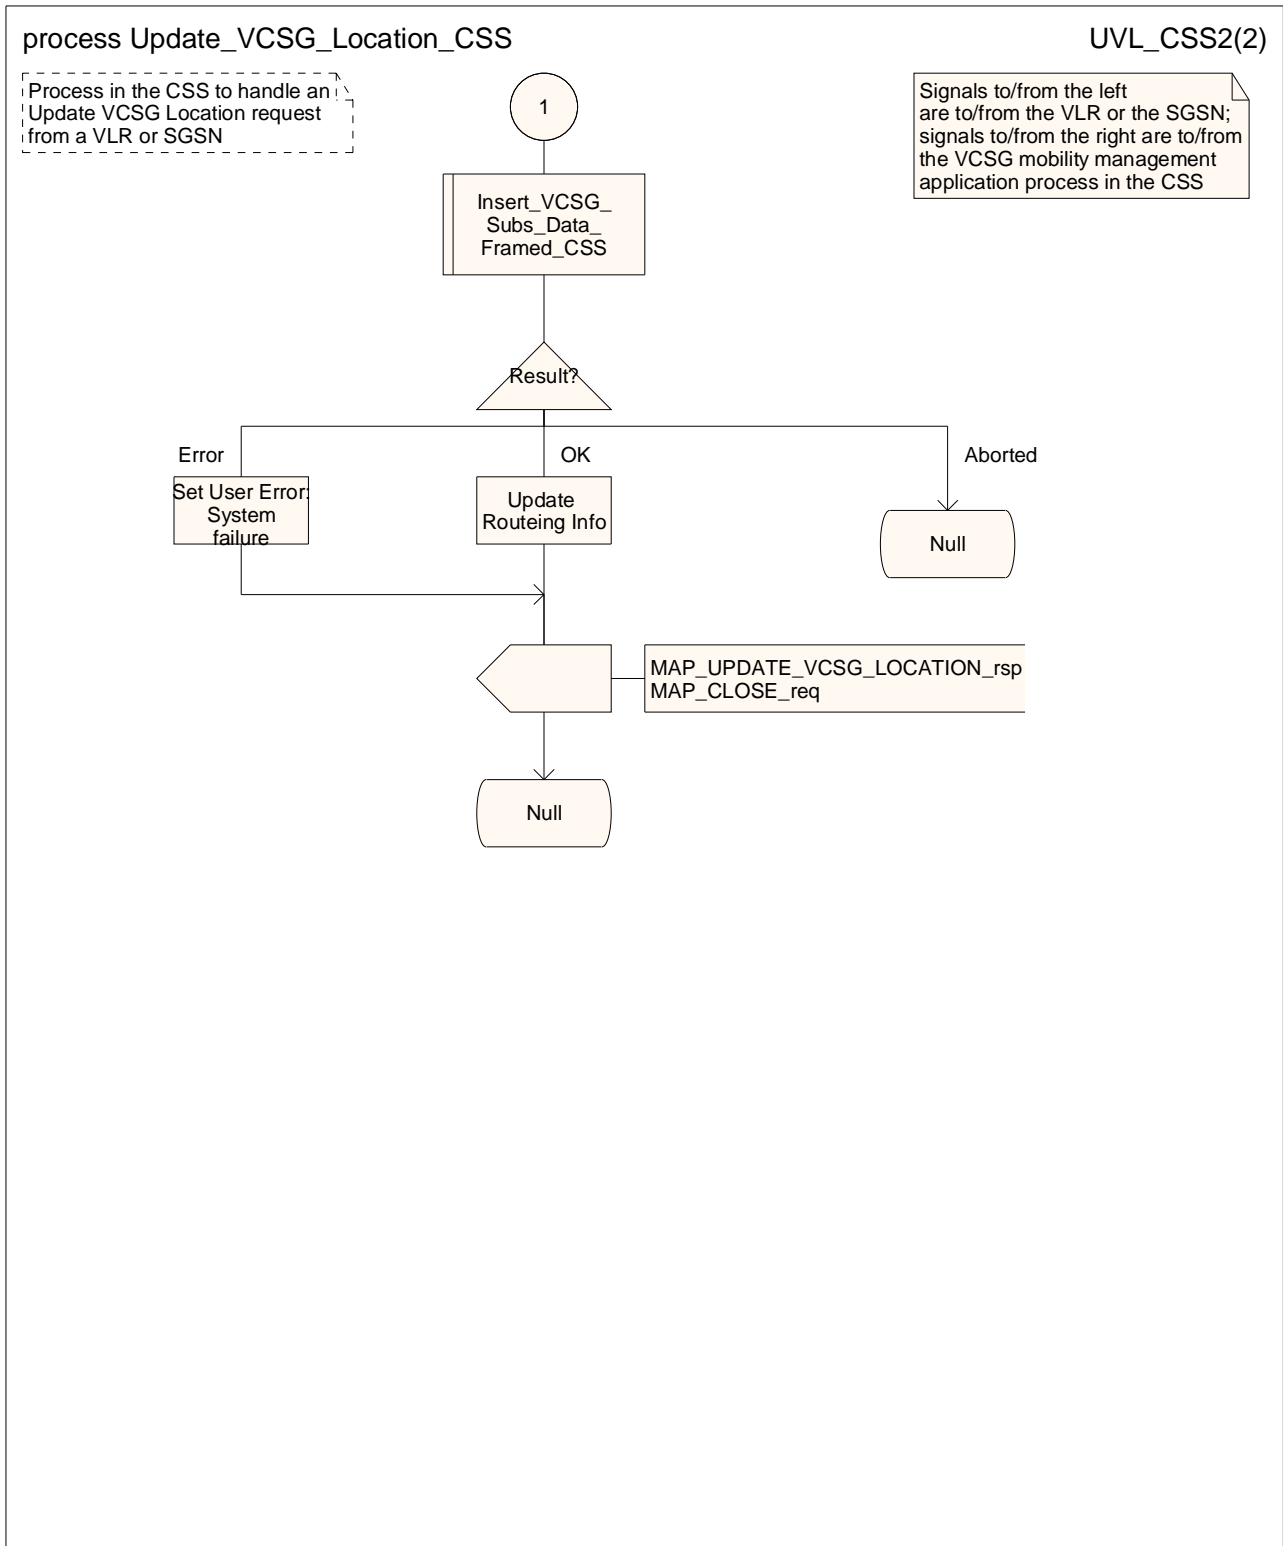 process Update_VCSG_Location_CSS
UVL_CSS2(2)
Process in the CSS to handle an
Update VCSG Location request
from a VLR or SGSN
1
Signals to/from the left
are to/from the VLR or the SGSN;
signals to/from the right are to/from
the VCSG mobility management
application process in the CSS
Insert_VCSG_
Subs_Data_
Framed_CSS
Result?
Error
OK
Aborted
Set User Error:
System
failure
Update
Routeing Info
Null
MAP_UPDATE_VCSG_LOCATION_rsp
MAP_CLOSE_req
Null